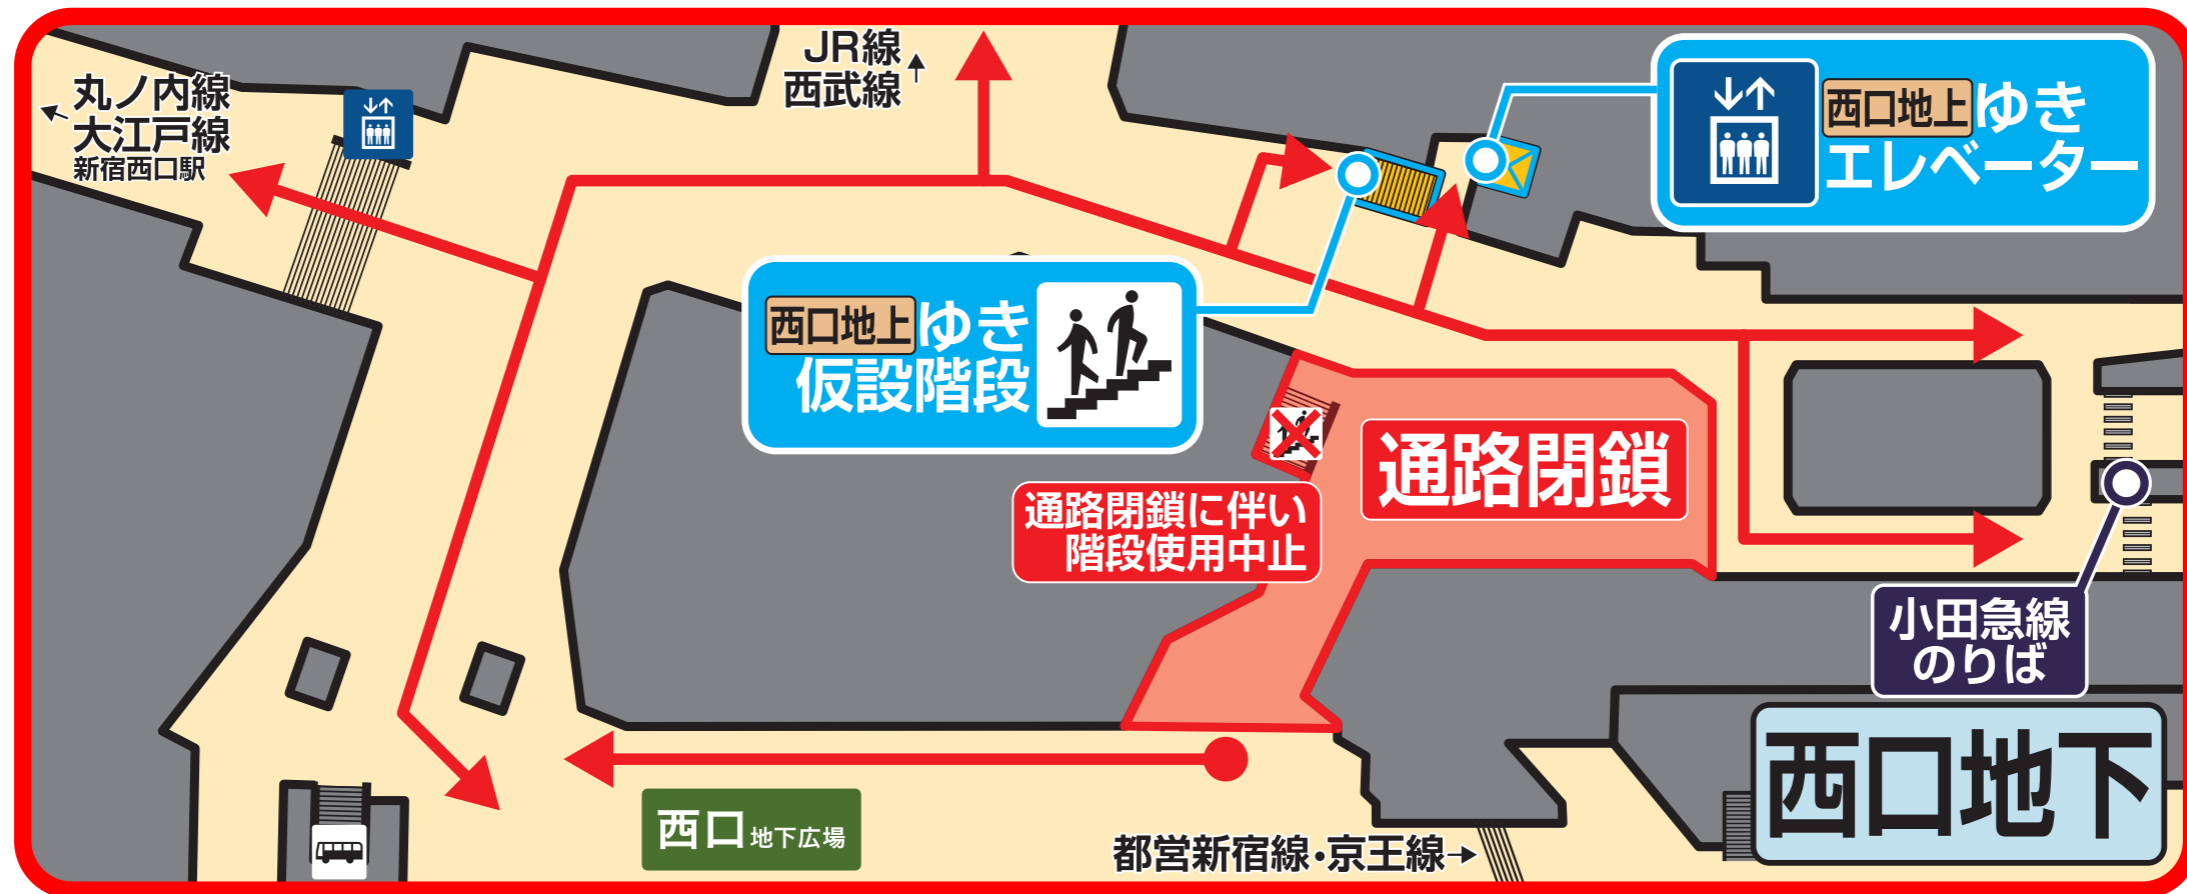 JR線
西武線↑
←丸ノ内線
大江戸線
新宿西口駅
西口地上ゆき
エレベーター
西口地上ゆき
仮設階段
通路閉鎖
通路閉鎖に伴い
階段使用中止
小田急線
のりば
西口地下
西口地下広場
都営新宿線・京王線→